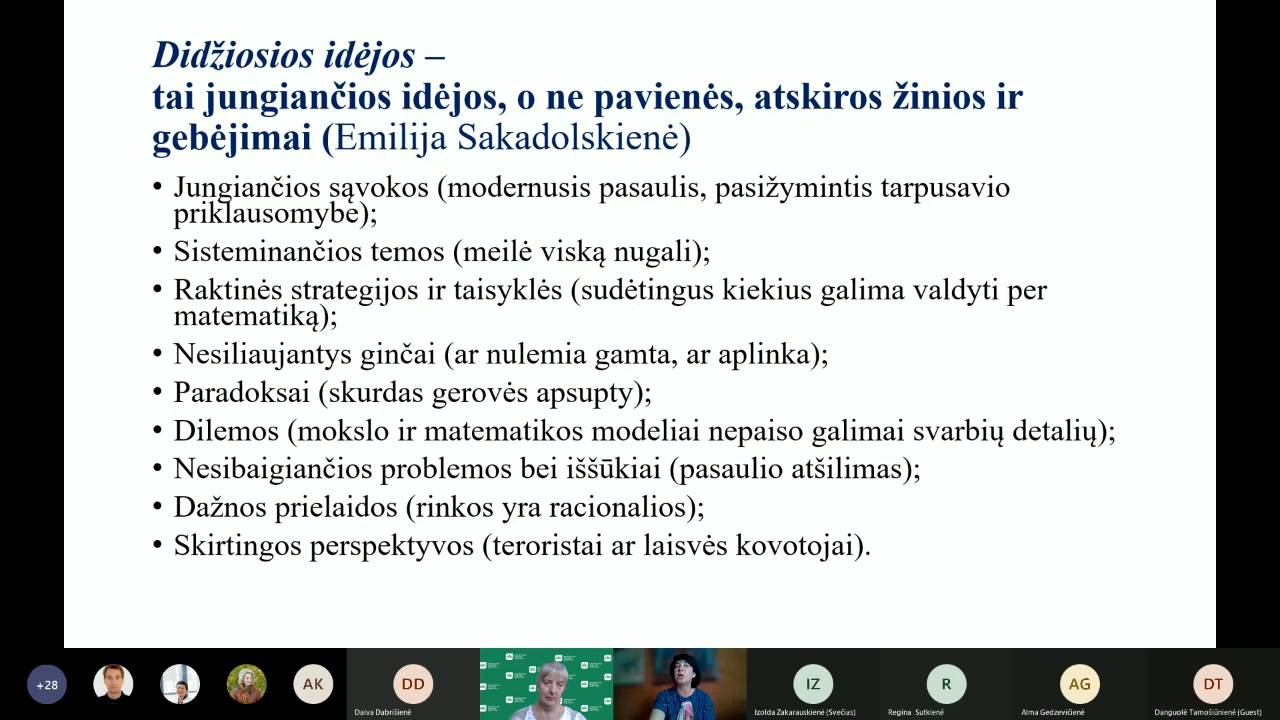 Didžiosios idėjos –
tai jungiančios idėjos, o ne pavienės, atskiros žinios ir
gebėjimai (Emilija Sakadolskienė)
• Jungiančios sąvokos (modernusis pasaulis, pasižymintis tarpusavio
priklausomybe);
• Sisteminančios temos (meilė viską nugali);
• Raktinės strategijos ir taisyklės (sudėtingus kiekius galima valdyti per
matematiką);
• Nesiliaujantys ginčai (ar nulemia gamta, ar aplinka);
• Paradoksai (skurdas gerovės apsupty);
• Dilemos (mokslo ir matematikos modeliai nepaiso galimai svarbių detalių);
• Nesibaigiančios problemos bei iššūkiai (pasaulio atšilimas);
• Dažnos prielaidos (rinkos yra racionalios);
• Skirtingos perspektyvos (teroristai ar laisvės kovotojai).
+28 AK DD IZ R AG DT
Daiva Dabrišienė Izolda Zakarauskienė (Svečias) Regina Sutkienė Alma Gedzevičienė Danguolė Tamošiūnienė (Guest)